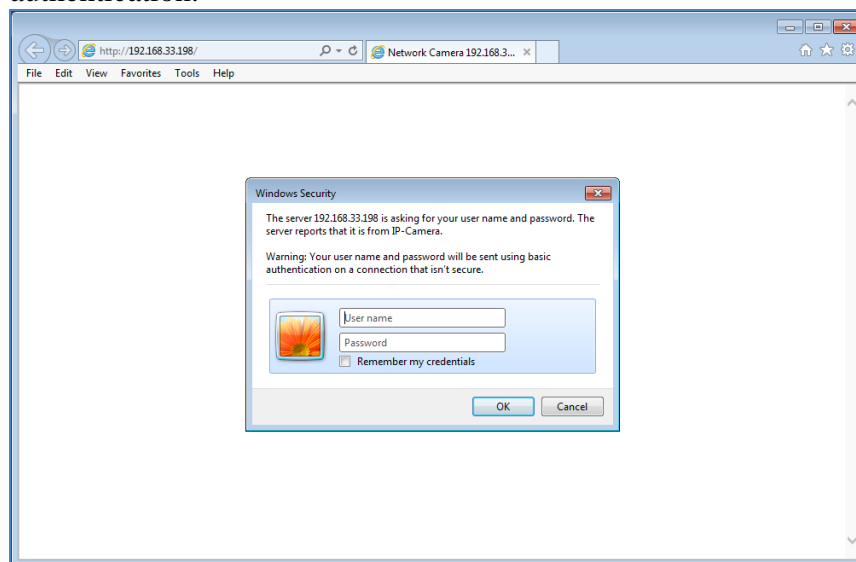 authentication.
http://192.168.33.198/
Network Camera 192.168.3...
File Edit View Favorites Tools Help
Windows Security
The server 192.168.33.198 is asking for your user name and password. The
server reports that it is from IP-Camera.
Warning: Your user name and password will be sent using basic
authentication on a connection that isn't secure.
User name
Password
Remember my credentials
OK Cancel